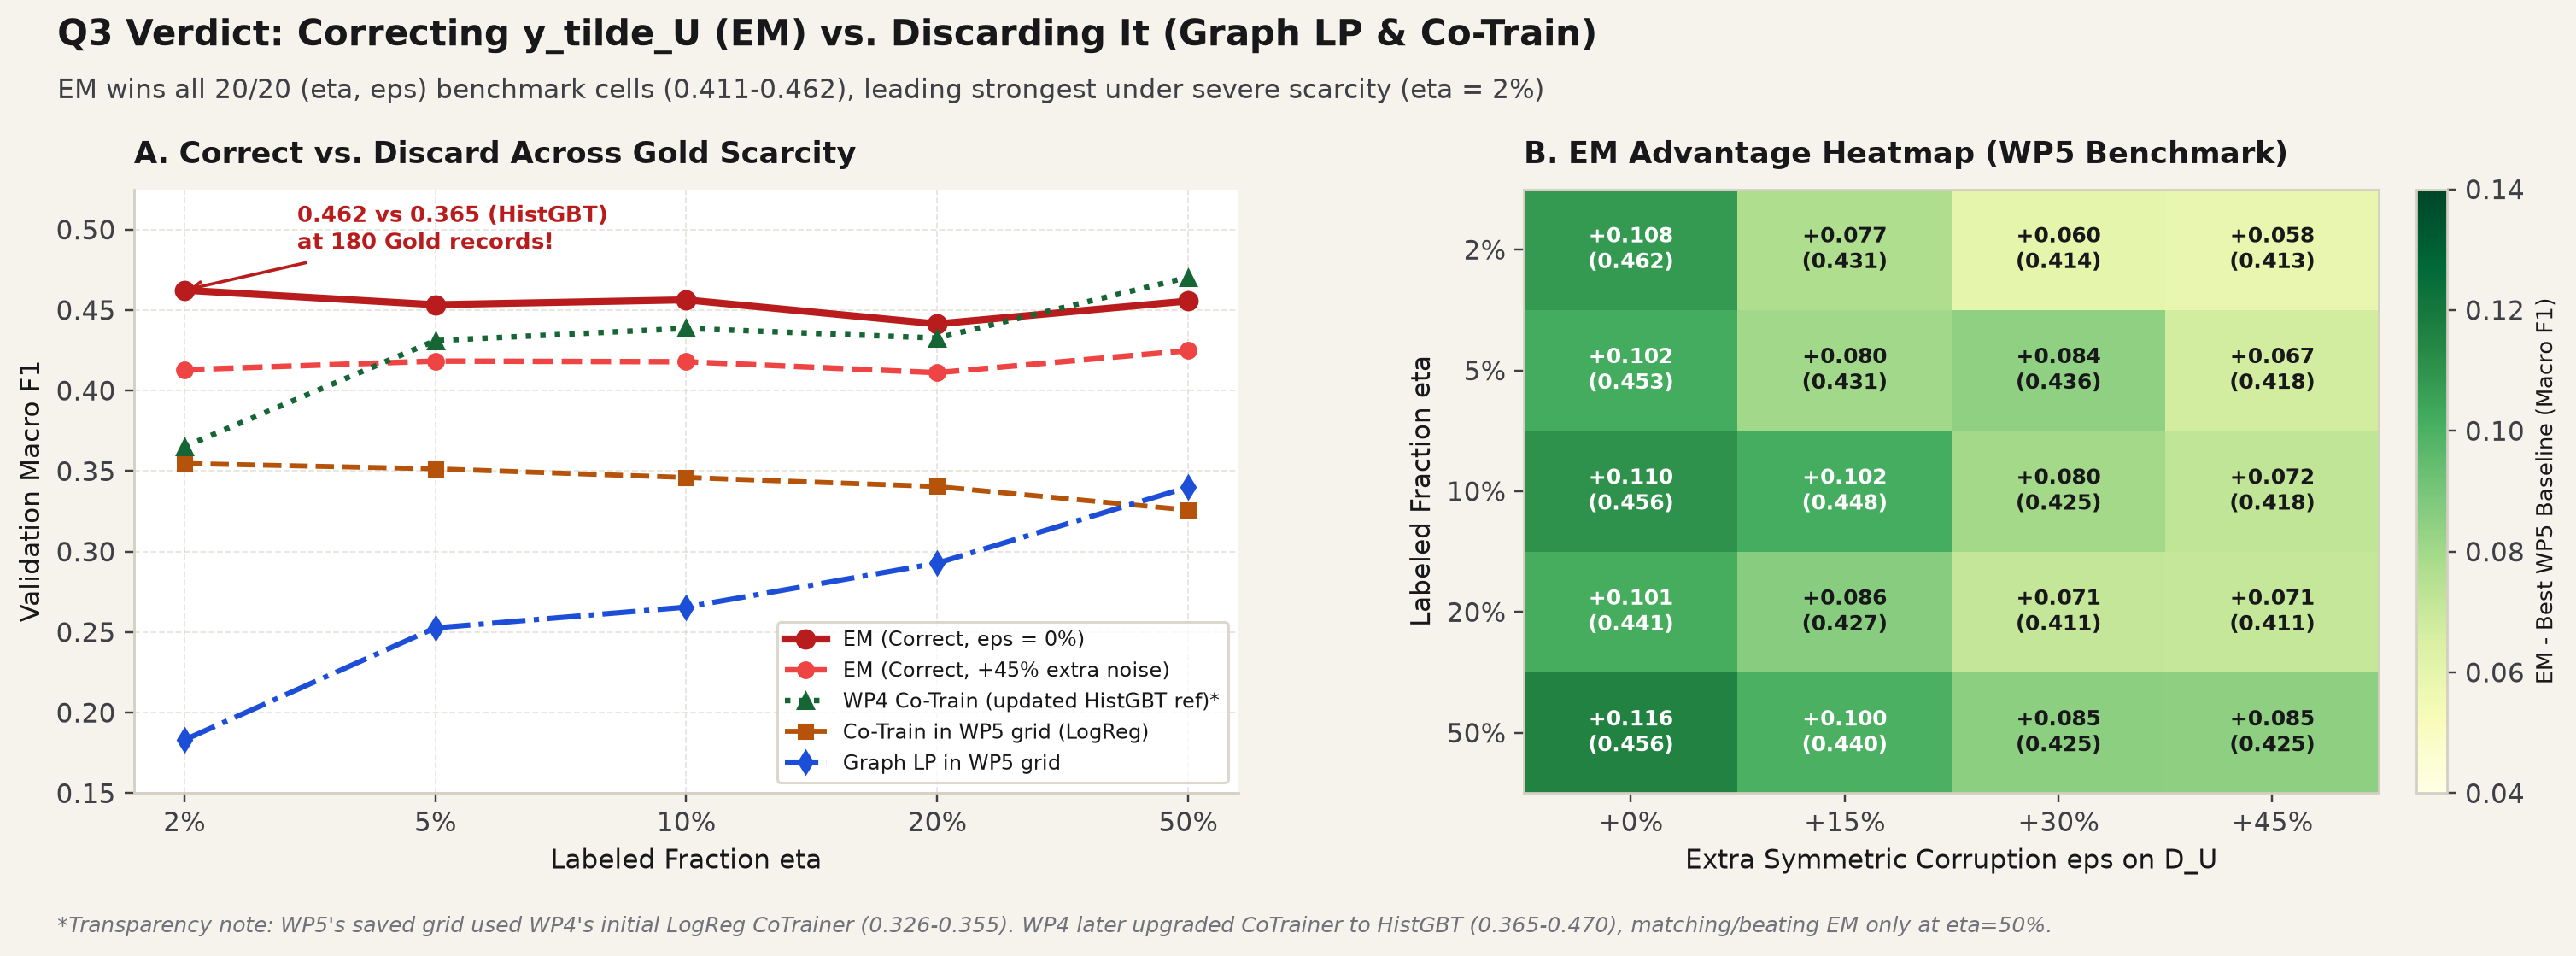 Q3 Verdict: Correcting y_tilde_U (EM) vs. Discarding It (Graph LP & Co-Train)
EM wins all 20/20 (eta, eps) benchmark cells (0.411-0.462), leading strongest under severe scarcity (eta = 2%)
A. Correct vs. Discard Across Gold Scarcity
0.462 vs 0.365 (HistGBT)
at 180 Gold records!
Validation Macro F1
0.50
0.45
0.40
0.35
0.30
0.25
0.20
0.15
EM (Correct, eps = 0%)
EM (Correct, +45% extra noise)
WP4 Co-Train (updated HistGBT ref)*
Co-Train in WP5 grid (LogReg)
Graph LP in WP5 grid
2% 5% 10% 20% 50%
Labeled Fraction eta
B. EM Advantage Heatmap (WP5 Benchmark)
Labeled Fraction eta
2%
+0.108 +0.077 +0.060 +0.058
(0.462) (0.431) (0.414) (0.413)
5%
+0.102 +0.080 +0.084 +0.067
(0.453) (0.431) (0.436) (0.418)
10%
+0.110 +0.102 +0.080 +0.072
(0.456) (0.448) (0.425) (0.418)
20%
+0.101 +0.086 +0.071 +0.071
(0.441) (0.427) (0.411) (0.411)
50%
+0.116 +0.100 +0.085 +0.085
(0.456) (0.440) (0.425) (0.425)
+0% +15% +30% +45%
Extra Symmetric Corruption eps on D_U
0.14
0.12
0.10
0.08
0.06
0.04
EM - Best WP5 Baseline (Macro F1)
*Transparency note: WP5's saved grid used WP4's initial LogReg CoTrainer (0.326-0.355). WP4 later upgraded CoTrainer to HistGBT (0.365-0.470), matching/beating EM only at eta=50%.